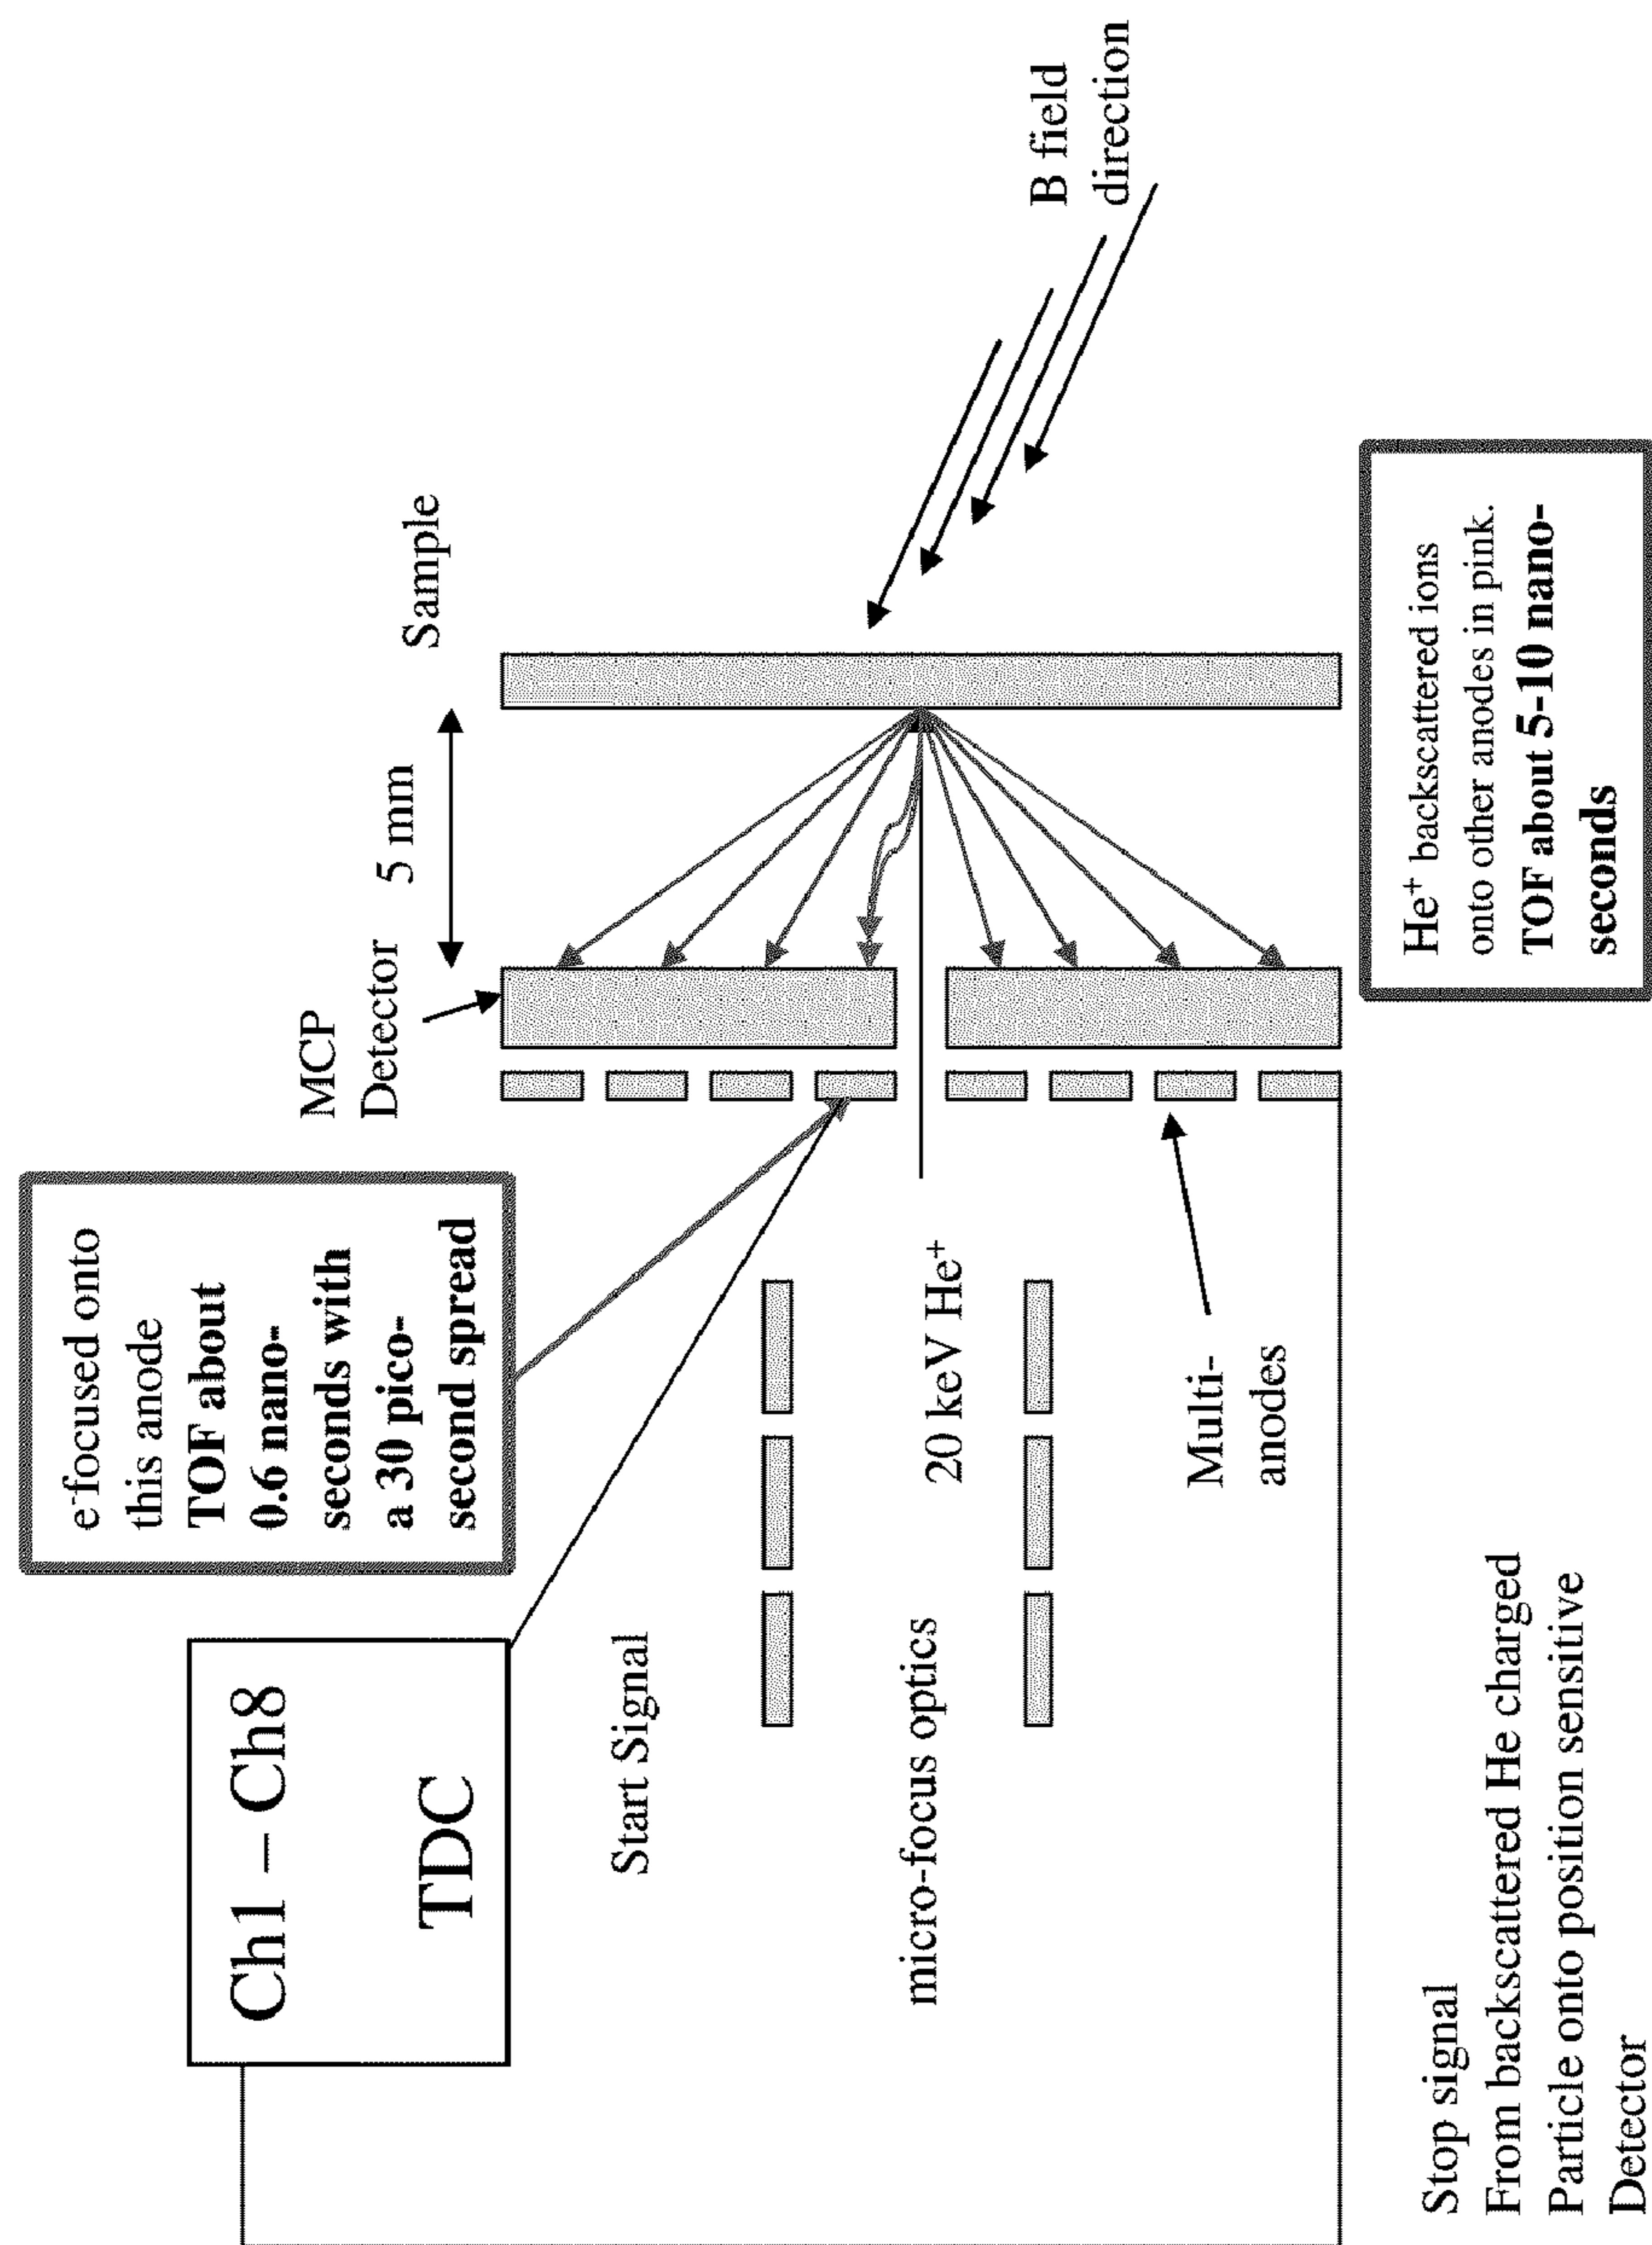 Ch1 – Ch8
TDC
e⁻focused onto
this anode
TOF about
0.6 nano-
seconds with
a 30 pico-
second spread
MCP
Detector
5 mm
Sample
Start Signal
micro-focus optics
20 keV He⁺
Multi-
anodes
B field
direction
Stop signal
From backscattered He charged
Particle onto position sensitive
Detector
He⁺ backscattered ions
onto other anodes in pink.
TOF about 5-10 nano-
seconds